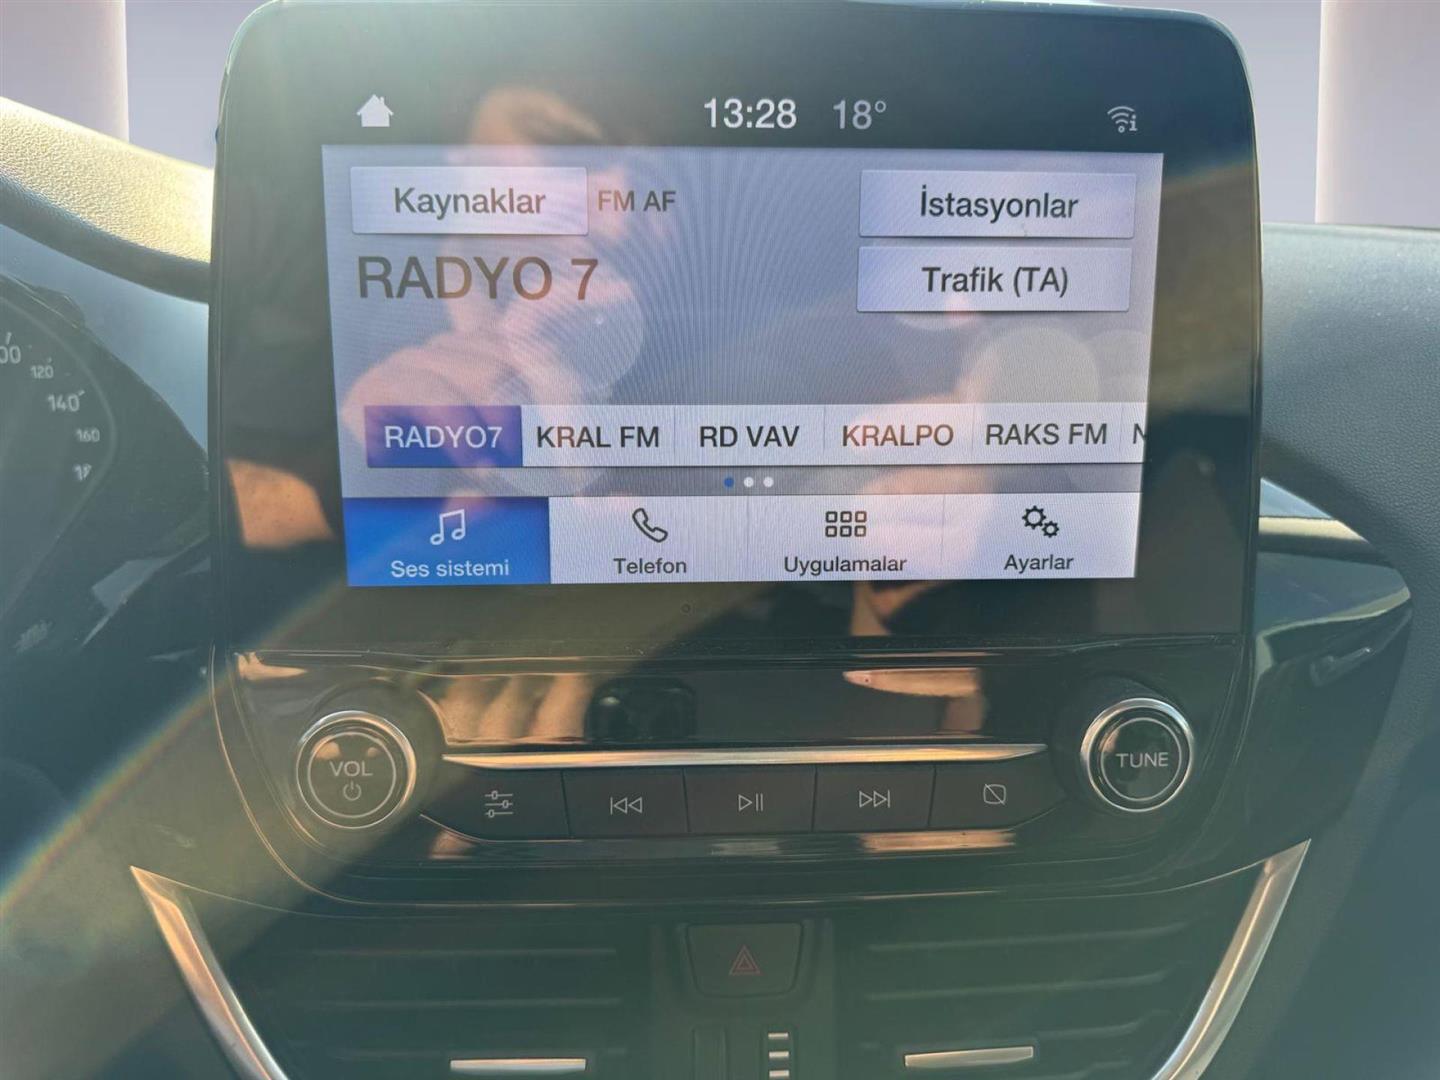 13:28 18°
Kaynaklar FM AF İstasyonlar
RADYO 7 Trafik (TA)
RADYO7 KRAL FM RD VAV KRALPO RAKS FM
Ses sistemi Telefon Uygulamalar Ayarlar
120
140
160
VOL
TUNE